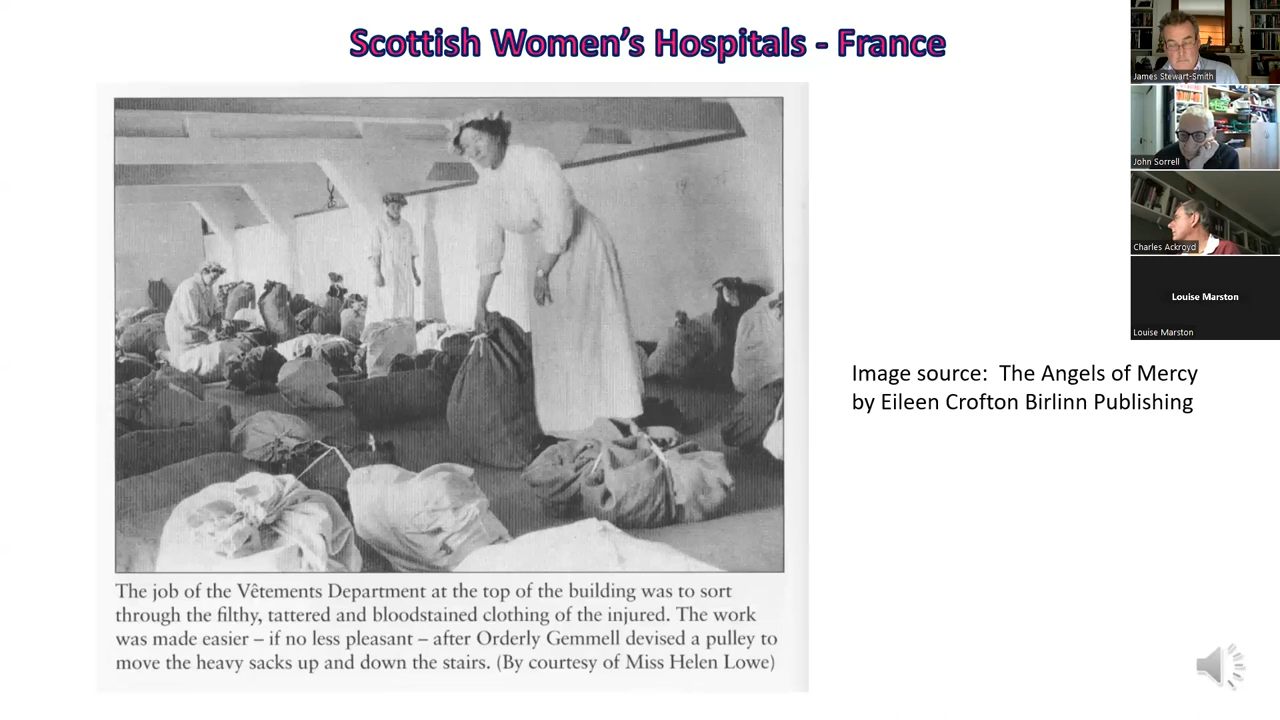 Scottish Women's Hospitals - France
The job of the Vêtements Department at the top of the building was to sort
through the filthy, tattered and bloodstained clothing of the injured. The work
was made easier – if no less pleasant – after Orderly Gemmell devised a pulley to
move the heavy sacks up and down the stairs. (By courtesy of Miss Helen Lowe)
Image source:  The Angels of Mercy
by Eileen Crofton Birlinn Publishing
James Stewart-Smith
John Sorrell
Charles Ackroyd
Louise Marston
Louise Marston